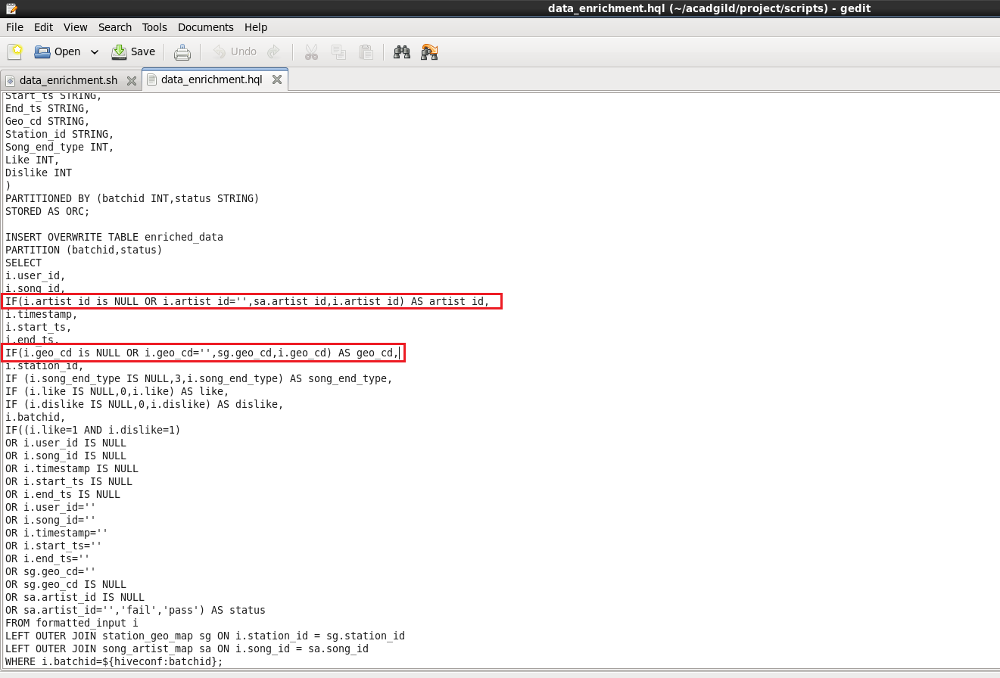 data_enrichment.hql (~/acadgild/project/scripts) - gedit
File Edit View Search Tools Documents Help
Open Save Undo
data_enrichment.sh data_enrichment.hql
Start_ts STRING,
End_ts STRING,
Geo_cd STRING,
Station_id STRING,
Song_end_type INT,
Like INT,
Dislike INT
)
PARTITIONED BY (batchid INT,status STRING)
STORED AS ORC;
INSERT OVERWRITE TABLE enriched_data
PARTITION (batchid,status)
SELECT
i.user_id,
i.song_id,
IF(i.artist_id is NULL OR i.artist_id='',sa.artist_id,i.artist_id) AS artist_id,
i.timestamp,
i.start_ts,
i.end_ts,
IF(i.geo_cd is NULL OR i.geo_cd='',sg.geo_cd,i.geo_cd) AS geo_cd,
i.station_id,
IF (i.song_end_type IS NULL,3,i.song_end_type) AS song_end_type,
IF (i.like IS NULL,0,i.like) AS like,
IF (i.dislike IS NULL,0,i.dislike) AS dislike,
i.batchid,
IF((i.like=1 AND i.dislike=1)
OR i.user_id IS NULL
OR i.song_id IS NULL
OR i.timestamp IS NULL
OR i.start_ts IS NULL
OR i.end_ts IS NULL
OR i.user_id=''
OR i.song_id=''
OR i.timestamp=''
OR i.start_ts=''
OR i.end_ts=''
OR sg.geo_cd=''
OR sg.geo_cd IS NULL
OR sa.artist_id IS NULL
OR sa.artist_id='','fail','pass') AS status
FROM formatted_input i
LEFT OUTER JOIN station_geo_map sg ON i.station_id = sg.station_id
LEFT OUTER JOIN song_artist_map sa ON i.song_id = sa.song_id
WHERE i.batchid=${hiveconf:batchid};